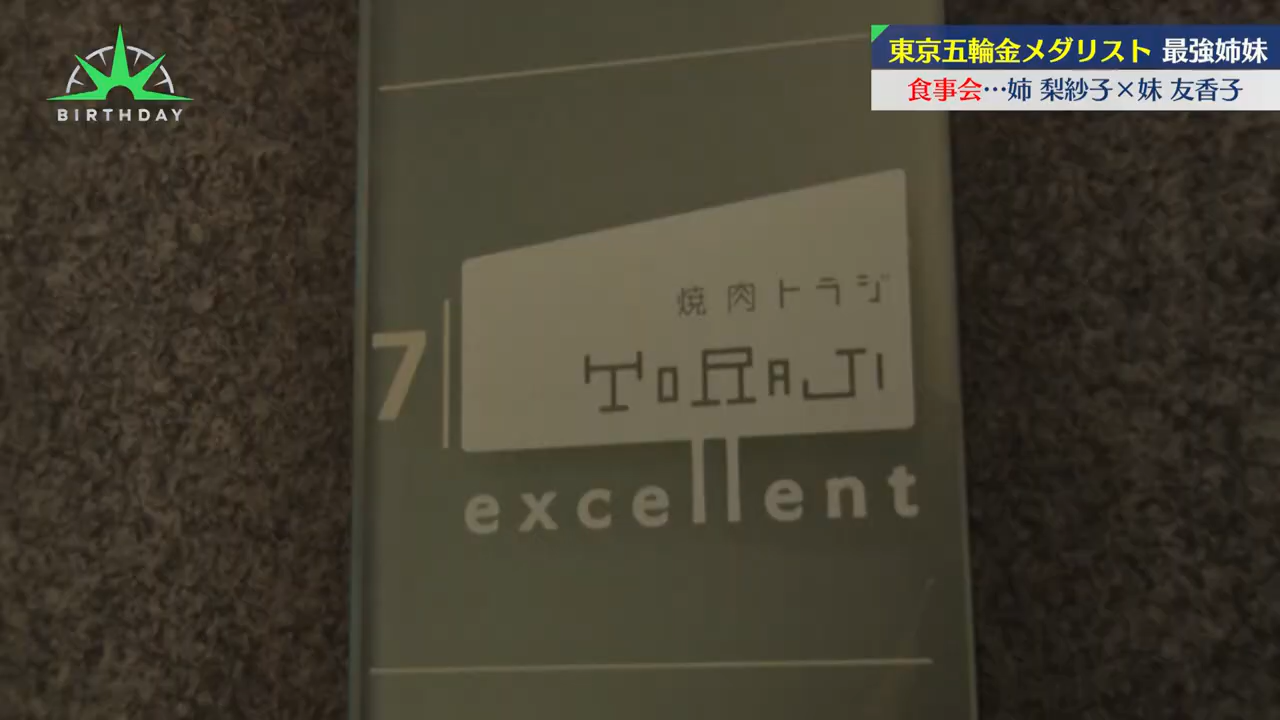 BIRTHDAY
東京五輪金メダリスト 最強姉妹
食事会…姉 梨紗子×妹 友香子
焼肉トラジ
TORAJI
7
excellent